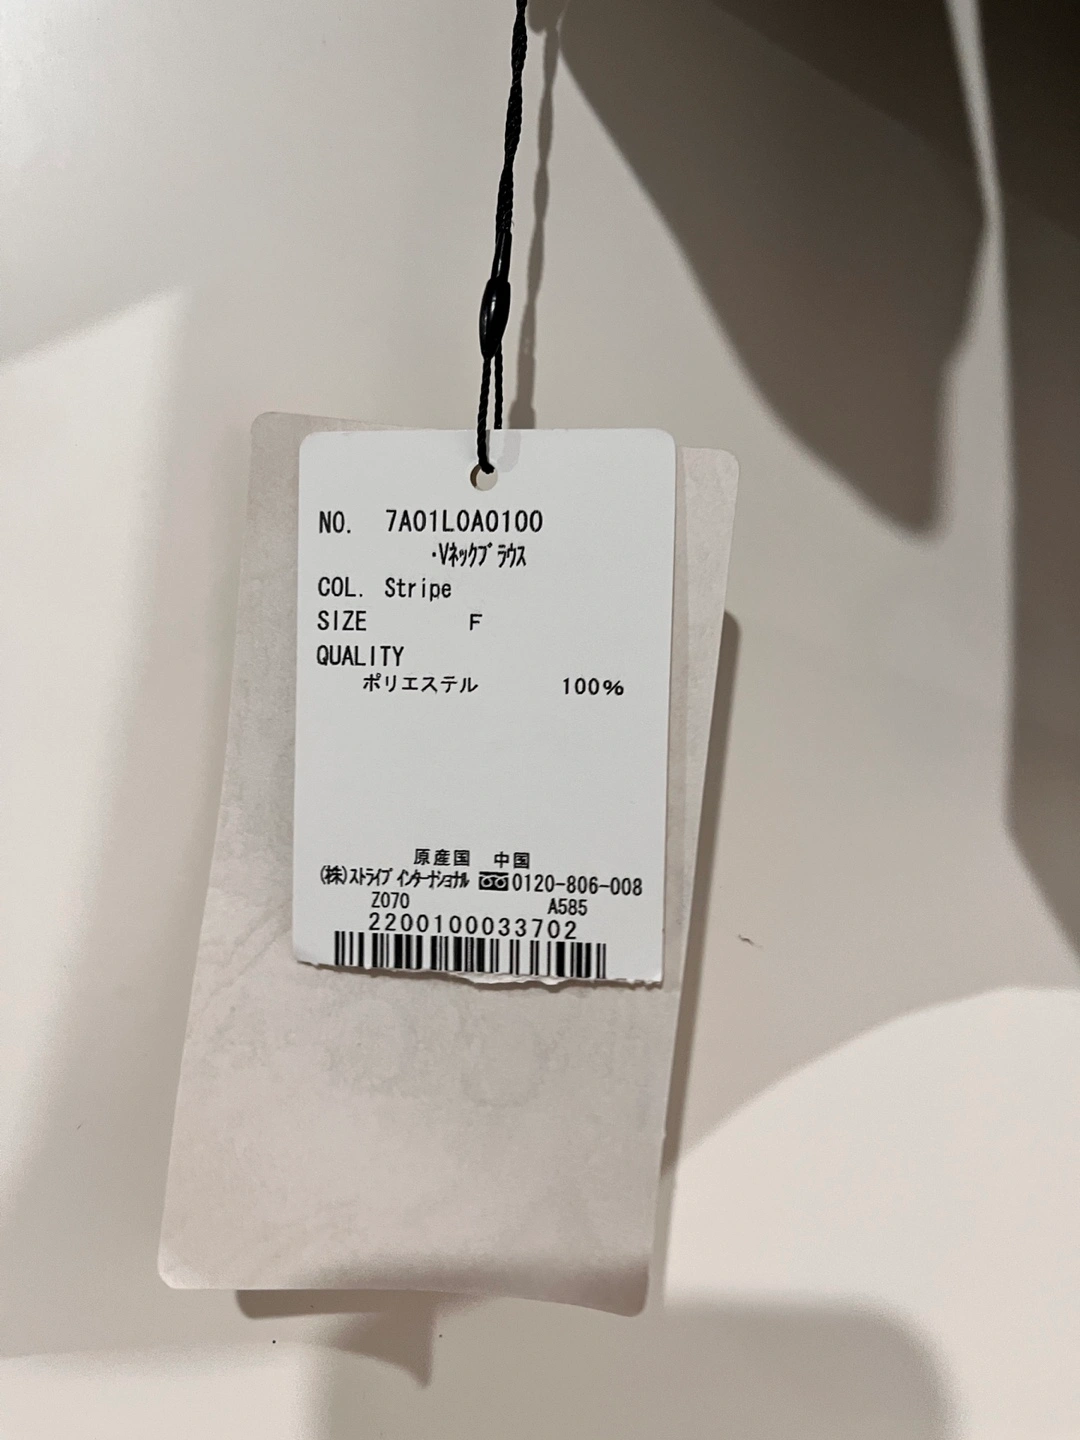 NO. 7A01L0A0100
･Vﾈｯｸﾌﾞﾗｳｽ
COL. Stripe
SIZE F
QUALITY
ポリエステル 100%
原産国 中国
(株)ｽﾄﾗｲﾌﾟ ｲﾝﾀｰﾅｼｮﾅﾙ 0120-806-008
Z070 A585
2200100033702